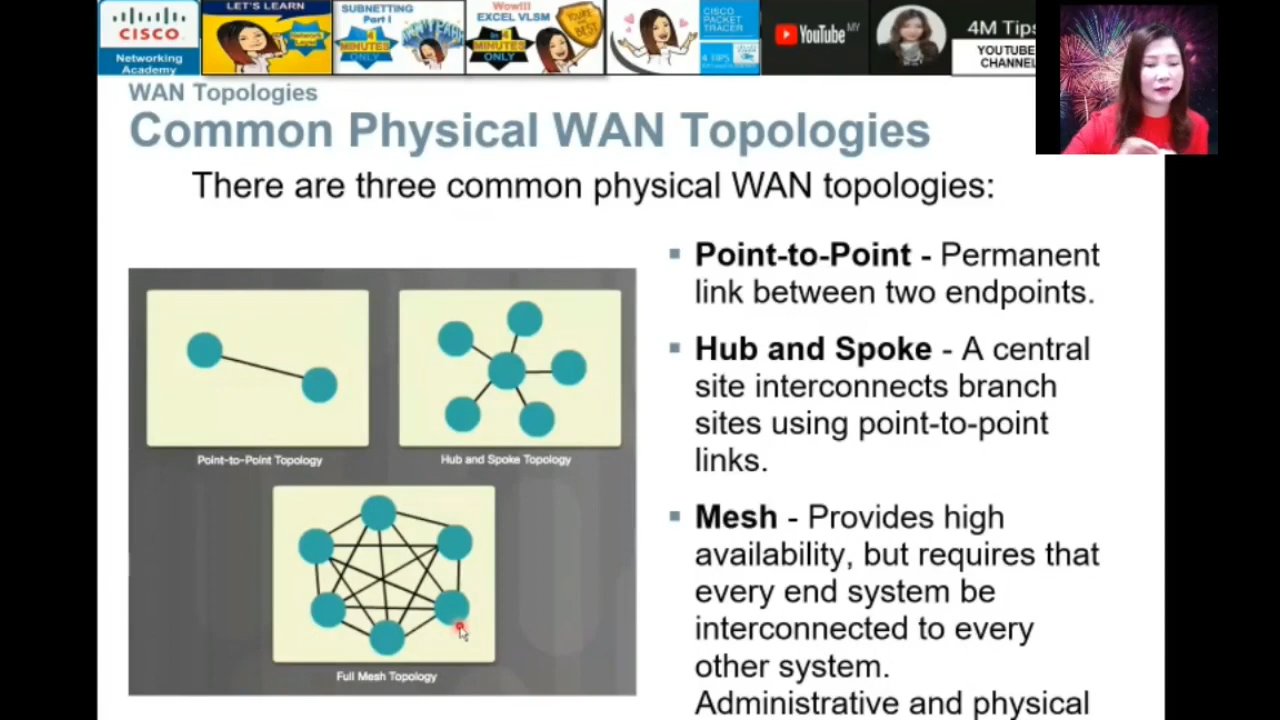 CISCO
Networking
Academy
LET'S LEARN
Network
Layer
SUBNETTING
Part I
4
MINUTES
ONLY
Wow!!!
EXCEL VLSM
In 4
MINUTES
ONLY
YOU'RE
BEST
CISCO
PACKET
TRACER
4 TIPS
YouTube MY
4M Tips
YOUTUBE
CHANNEL
WAN Topologies
Common Physical WAN Topologies
There are three common physical WAN topologies:
Point-to-Point Topology
Hub and Spoke Topology
Full Mesh Topology
▪ Point-to-Point - Permanent
link between two endpoints.
▪ Hub and Spoke - A central
site interconnects branch
sites using point-to-point
links.
▪ Mesh - Provides high
availability, but requires that
every end system be
interconnected to every
other system.
Administrative and physical